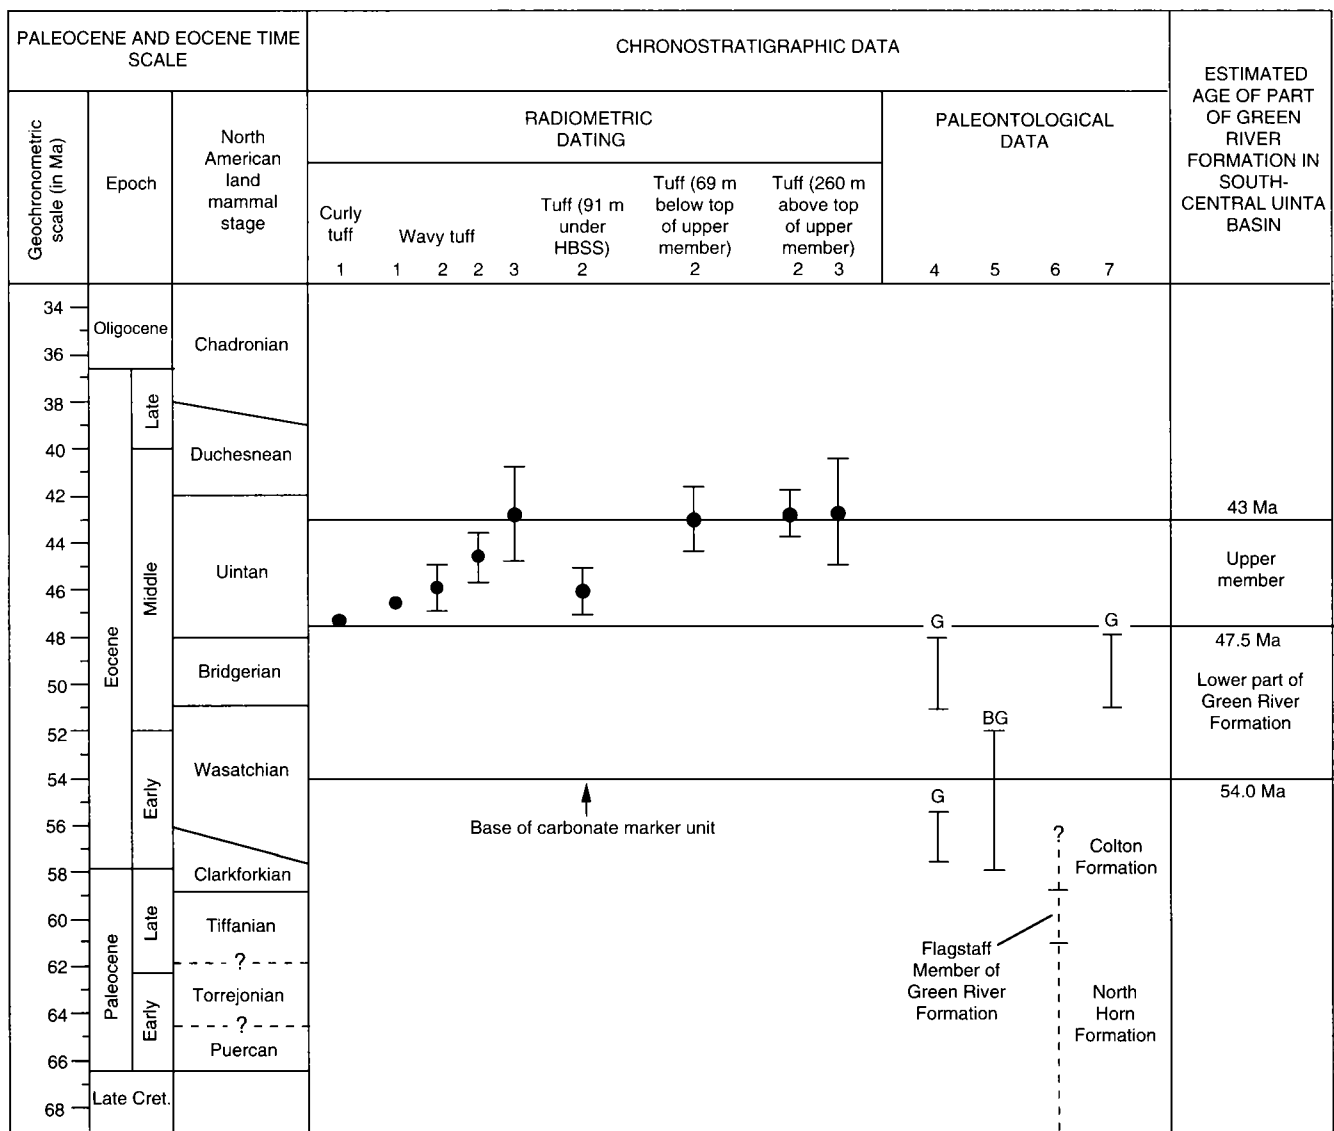 PALEOCENE AND EOCENE TIME
SCALE
CHRONOSTRATIGRAPHIC DATA
ESTIMATED
AGE OF PART
OF GREEN
RIVER
FORMATION IN
SOUTH-
CENTRAL UINTA
BASIN
Geochronometric
scale (in Ma)
Epoch
North
American
land
mammal
stage
RADIOMETRIC
DATING
PALEONTOLOGICAL
DATA
Curly
tuff
Wavy tuff
Tuff (91 m
under
HBSS)
Tuff (69 m
below top
of upper
member)
Tuff (260 m
above top
of upper
member)
1 1 2 2 3 2 2 2 3 4 5 6 7
34
36
38
40
42
44
46
48
50
52
54
56
58
60
62
64
66
68
Oligocene
Eocene
Late
Middle
Early
Paleocene
Late
Early
Late Cret.
Chadronian
Duchesnean
Uintan
Bridgerian
Wasatchian
Clarkforkian
Tiffanian
?
Torrejonian
?
Puercan
Base of carbonate marker unit
G
G
BG
G
?
Colton
Formation
Flagstaff
Member of
Green River
Formation
North
Horn
Formation
43 Ma
Upper
member
47.5 Ma
Lower part of
Green River
Formation
54.0 Ma